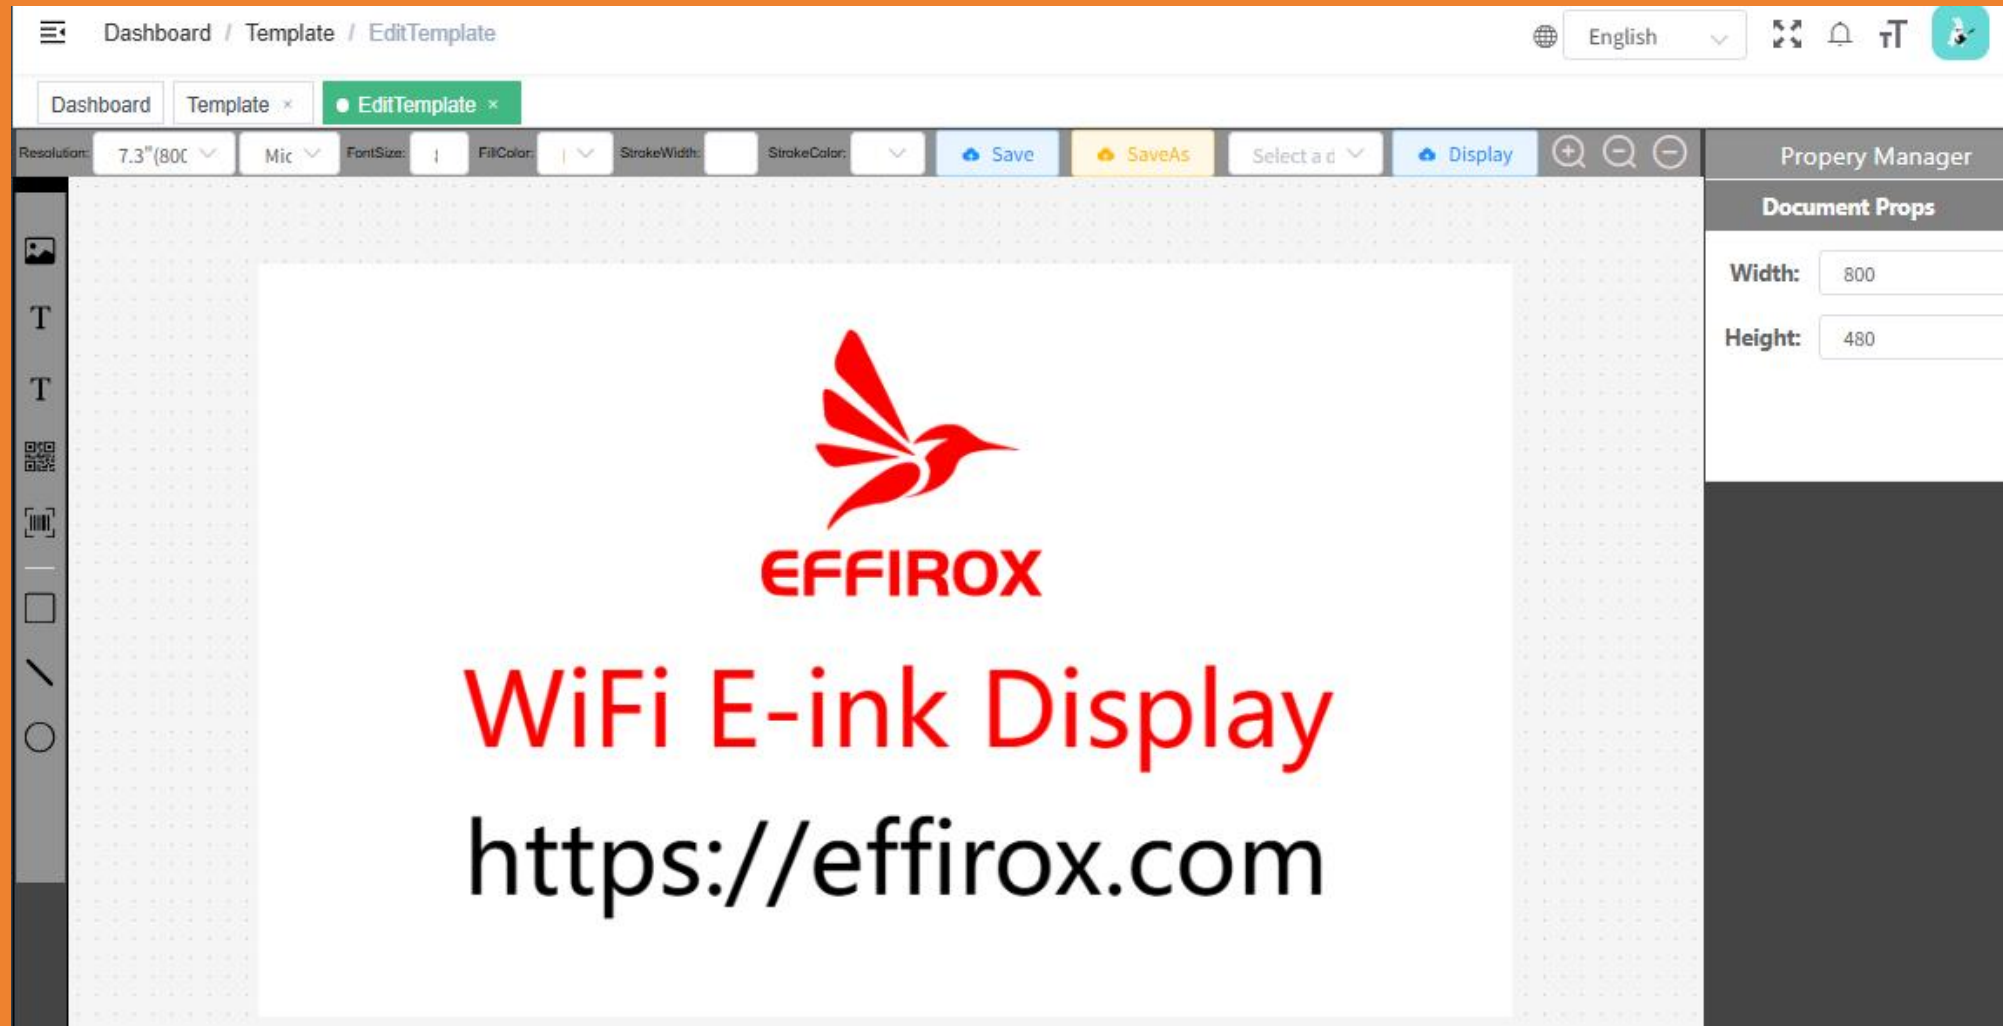 Dashboard / Template / EditTemplate
English
Dashboard
Template ×
EditTemplate ×
Resolution: 7.3"(800 Mic FontSize: FillColor: StrokeWidth: StrokeColor: Save SaveAs Select a d Display
Propery Manager
Document Props
Width: 800
Height: 480
T
T
EFFIROX
WiFi E-ink Display
https://effirox.com